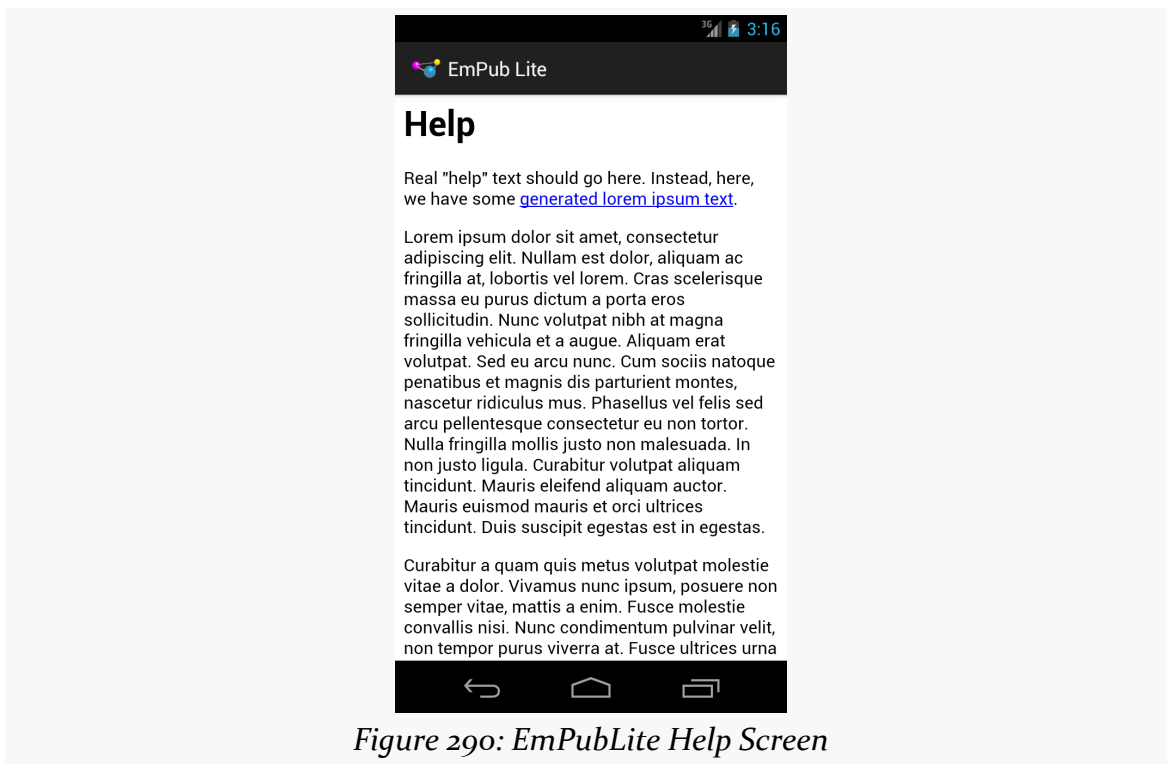 3G 3:16
EmPub Lite
Help
Real "help" text should go here. Instead, here,
we have some generated lorem ipsum text.
Lorem ipsum dolor sit amet, consectetur
adipiscing elit. Nullam est dolor, aliquam ac
fringilla at, lobortis vel lorem. Cras scelerisque
massa eu purus dictum a porta eros
sollicitudin. Nunc volutpat nibh at magna
fringilla vehicula et a augue. Aliquam erat
volutpat. Sed eu arcu nunc. Cum sociis natoque
penatibus et magnis dis parturient montes,
nascetur ridiculus mus. Phasellus vel felis sed
arcu pellentesque consectetur eu non tortor.
Nulla fringilla mollis justo non malesuada. In
non justo ligula. Curabitur volutpat aliquam
tincidunt. Mauris eleifend aliquam auctor.
Mauris euismod mauris et orci ultrices
tincidunt. Duis suscipit egestas est in egestas.
Curabitur a quam quis metus volutpat molestie
vitae a dolor. Vivamus nunc ipsum, posuere non
semper vitae, mattis a enim. Fusce molestie
convallis nisi. Nunc condimentum pulvinar velit,
non tempor purus viverra at. Fusce ultrices urna
Figure 290: EmPubLite Help Screen